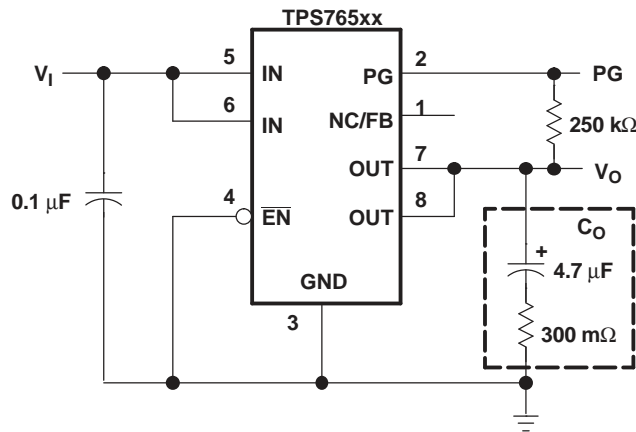 TPS765xx
V_I
5
IN
PG
2
PG
6
IN
NC/FB
1
250 kΩ
OUT
7
V_O
0.1 µF
4
E̅N̅
OUT
8
C_O
+
4.7 µF
GND
3
300 mΩ